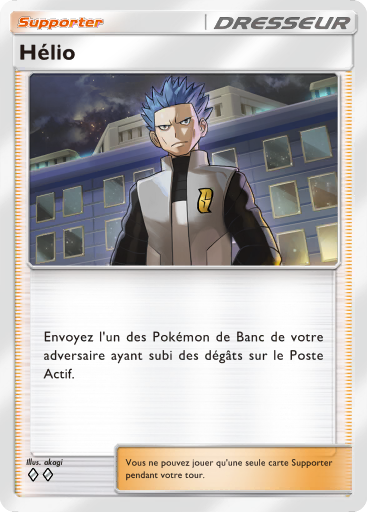 Supporter
DRESSEUR
Hélio
Envoyez l'un des Pokémon de Banc de votre
adversaire ayant subi des dégâts sur le Poste
Actif.
Illus. akagi
Vous ne pouvez jouer qu'une seule carte Supporter
pendant votre tour.